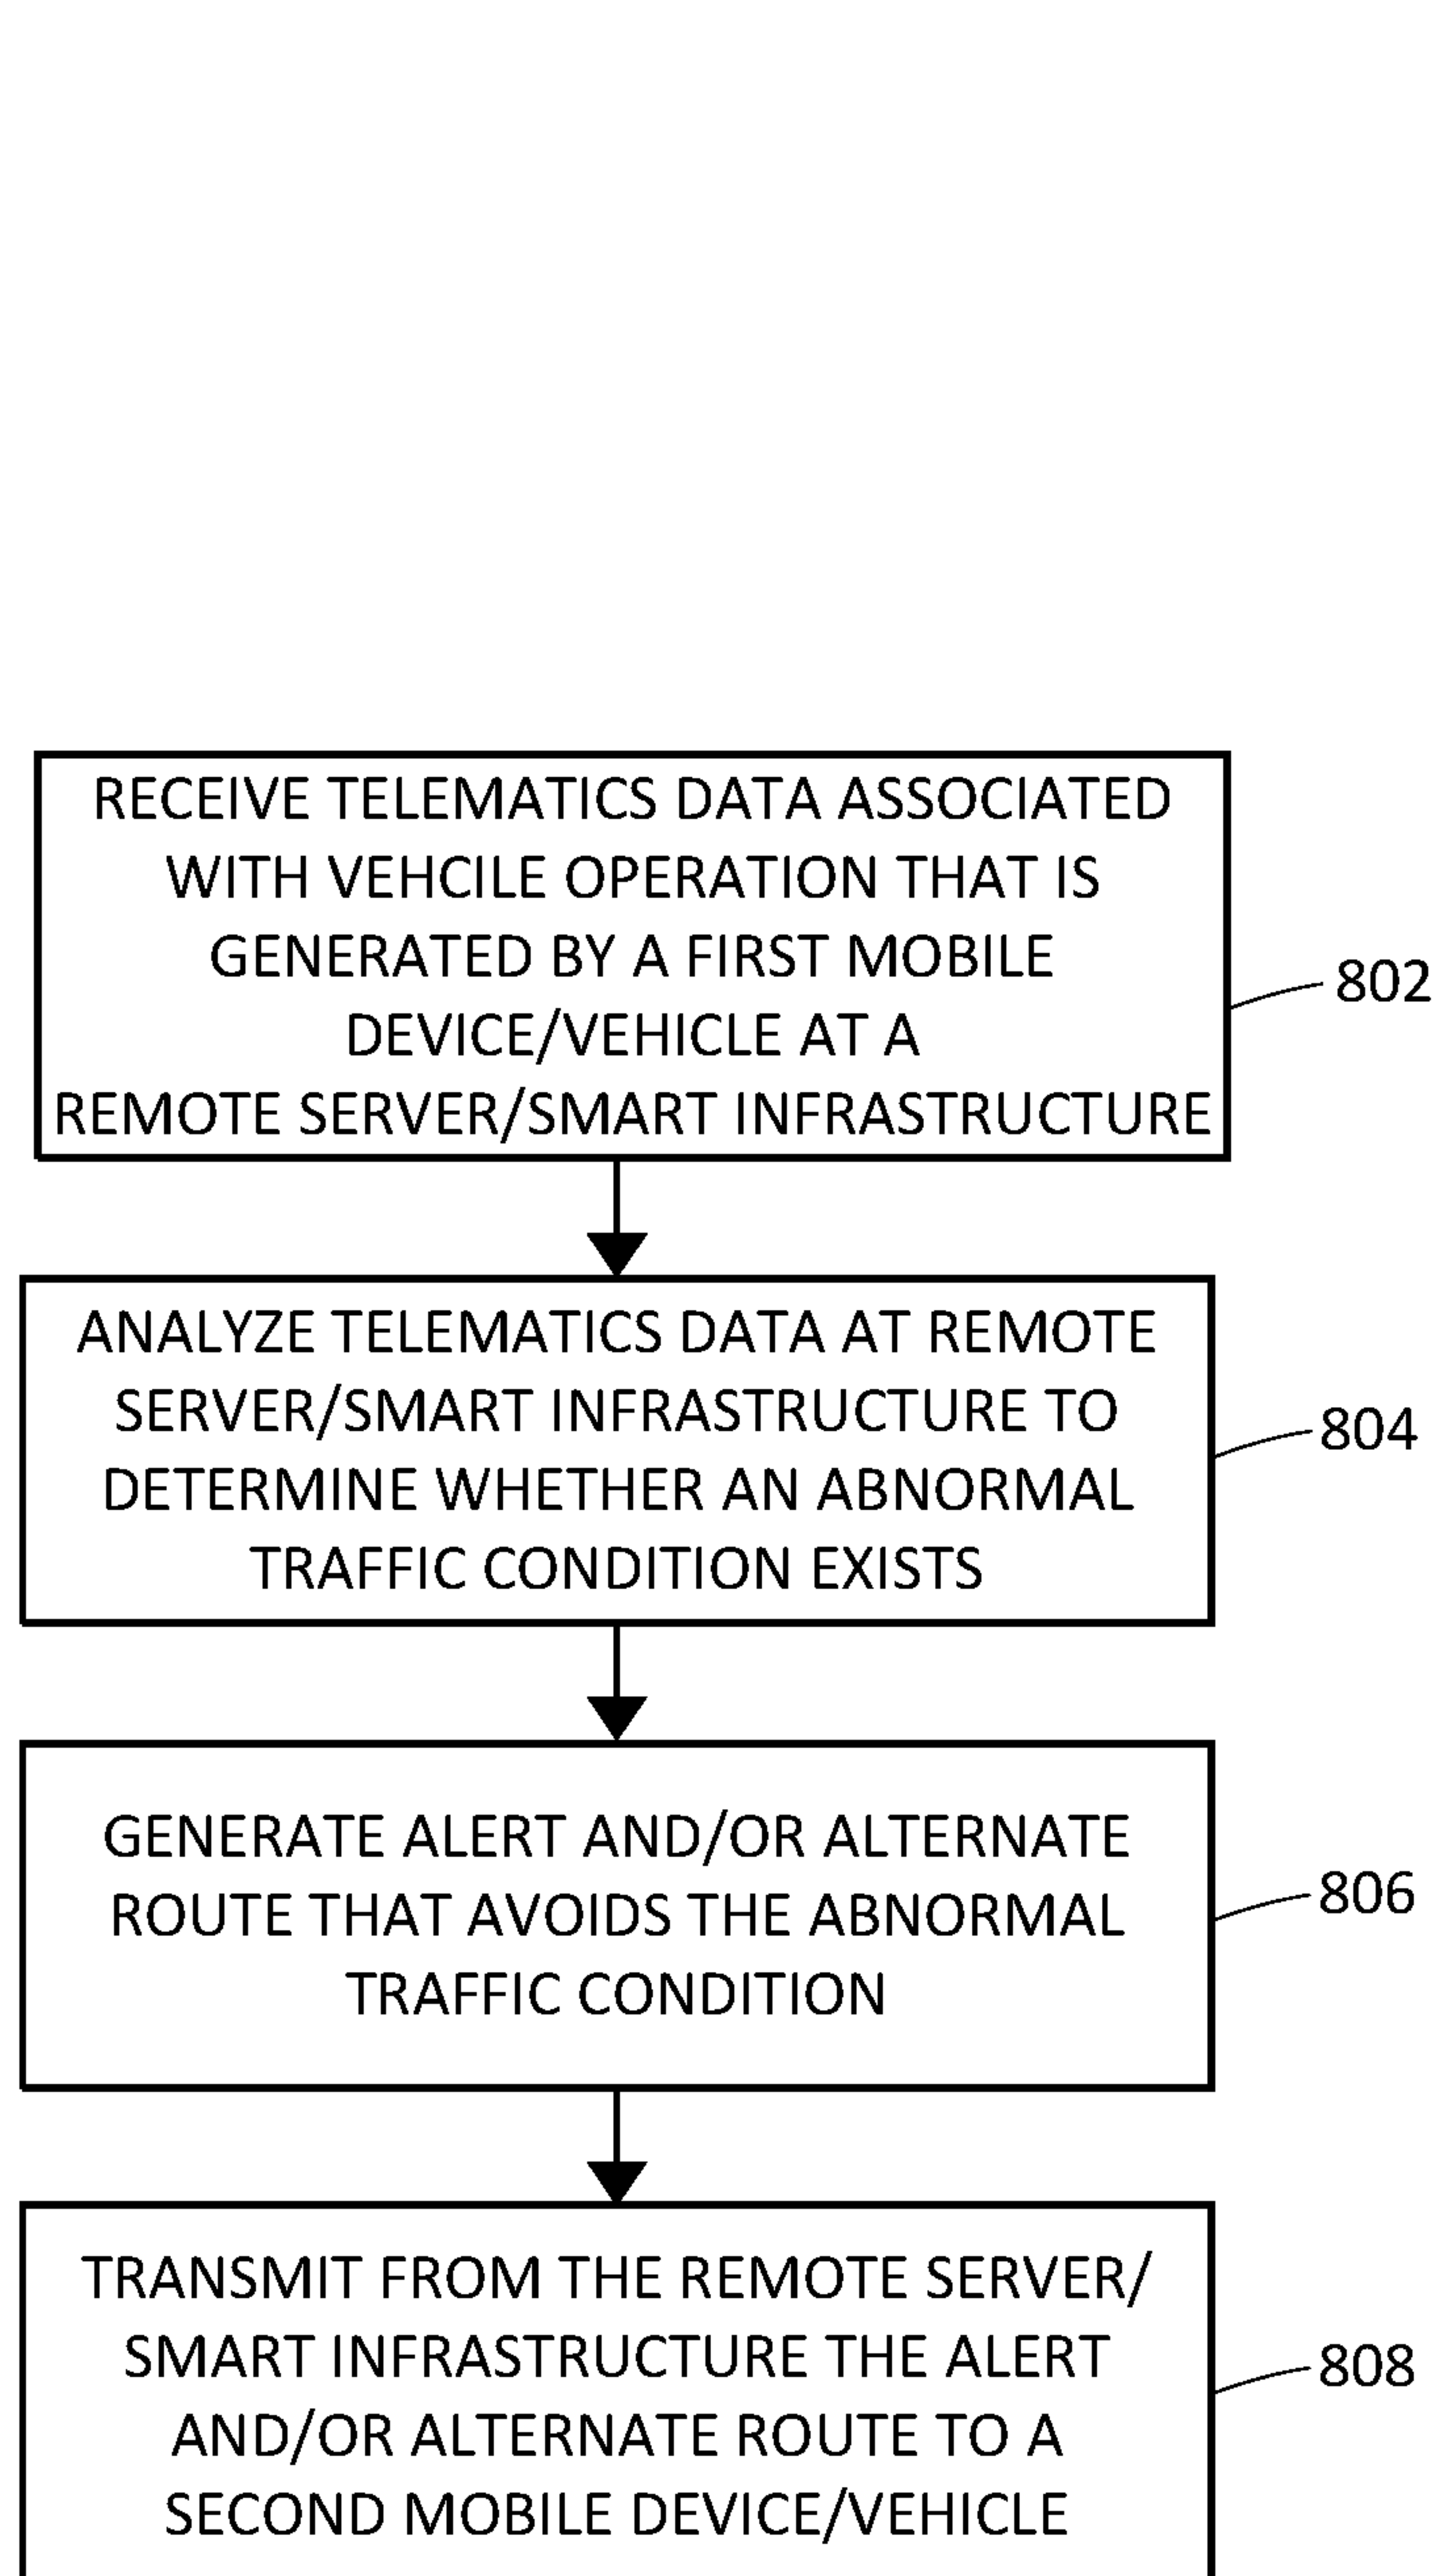 RECEIVE TELEMATICS DATA ASSOCIATED
WITH VEHCILE OPERATION THAT IS
GENERATED BY A FIRST MOBILE
DEVICE/VEHICLE AT A
REMOTE SERVER/SMART INFRASTRUCTURE
802
ANALYZE TELEMATICS DATA AT REMOTE
SERVER/SMART INFRASTRUCTURE TO
DETERMINE WHETHER AN ABNORMAL
TRAFFIC CONDITION EXISTS
804
GENERATE ALERT AND/OR ALTERNATE
ROUTE THAT AVOIDS THE ABNORMAL
TRAFFIC CONDITION
806
TRANSMIT FROM THE REMOTE SERVER/
SMART INFRASTRUCTURE THE ALERT
AND/OR ALTERNATE ROUTE TO A
SECOND MOBILE DEVICE/VEHICLE
808